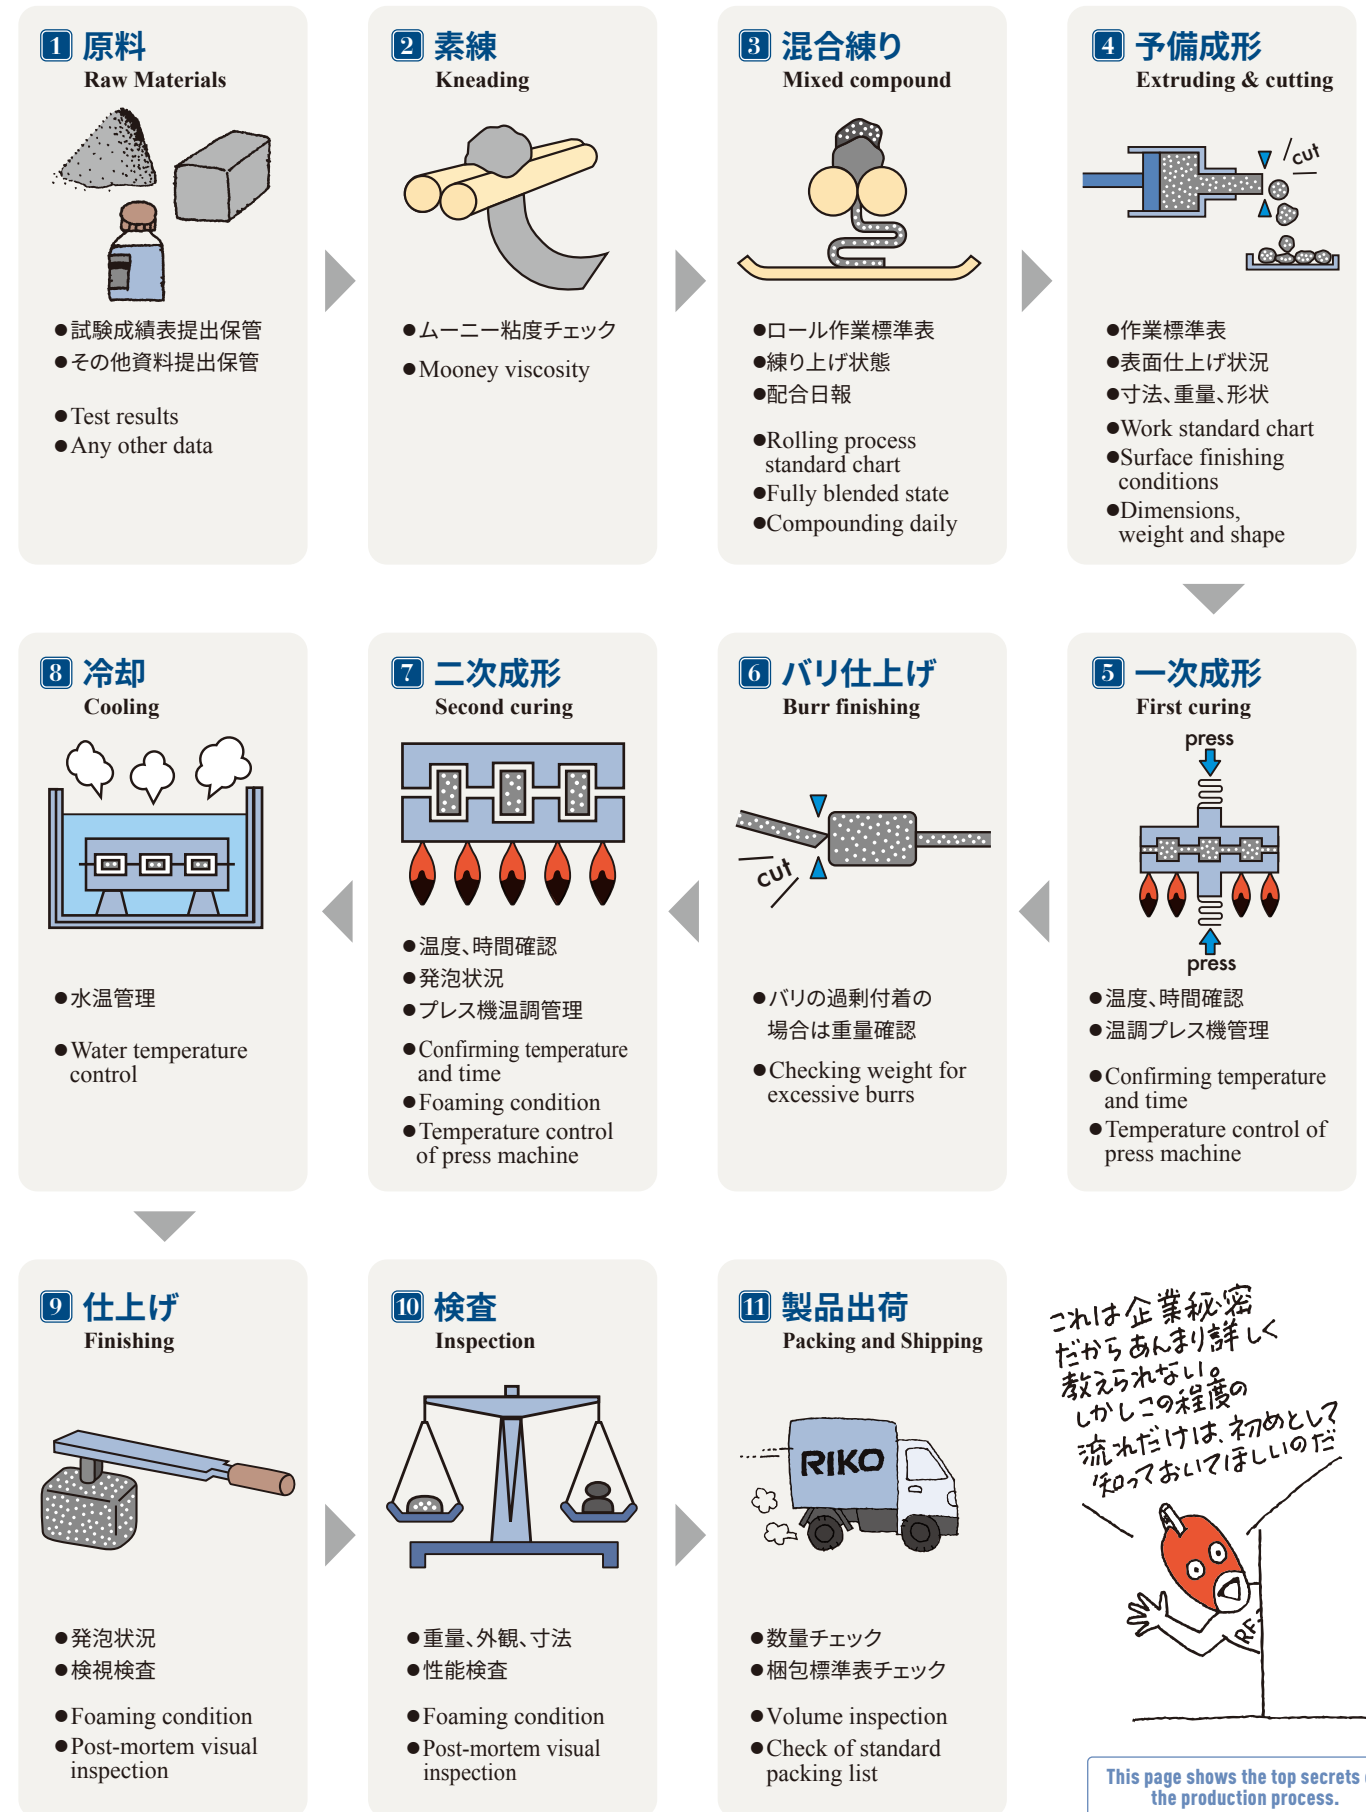 1 原料
Raw Materials
●試験成績表提出保管
●その他資料提出保管
●Test results
●Any other data
2 素練
Kneading
●ムーニー粘度チェック
●Mooney viscosity
3 混合練り
Mixed compound
●ロール作業標準表
●練り上げ状態
●配合日報
●Rolling process
standard chart
●Fully blended state
●Compounding daily
4 予備成形
Extruding & cutting
cut
●作業標準表
●表面仕上げ状況
●寸法、重量、形状
●Work standard chart
●Surface finishing
conditions
●Dimensions,
weight and shape
5 一次成形
First curing
press
press
●温度、時間確認
●温調プレス機管理
●Confirming temperature
and time
●Temperature control of
press machine
6 バリ仕上げ
Burr finishing
cut
●バリの過剰付着の
場合は重量確認
●Checking weight for
excessive burrs
7 二次成形
Second curing
●温度、時間確認
●発泡状況
●プレス機温調管理
●Confirming temperature
and time
●Foaming condition
●Temperature control
of press machine
8 冷却
Cooling
●水温管理
●Water temperature
control
9 仕上げ
Finishing
●発泡状況
●検視検査
●Foaming condition
●Post-mortem visual
inspection
10 検査
Inspection
●重量、外観、寸法
●性能検査
●Foaming condition
●Post-mortem visual
inspection
11 製品出荷
Packing and Shipping
RIKO
●数量チェック
●梱包標準表チェック
●Volume inspection
●Check of standard
packing list
これは企業秘密
だからあんまり詳しく
教えられない。
しかしこの程度の
流れだけは、初めとして
知っておいてほしいのだ
RF.
This page shows the top secrets
the production process.